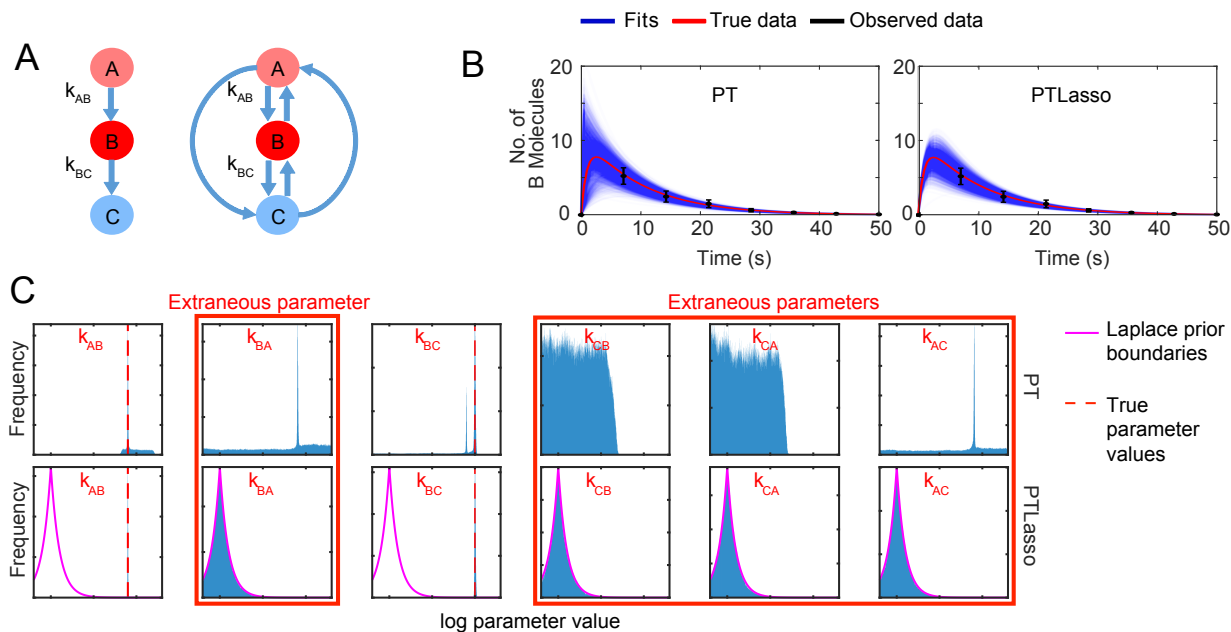 Fits True data Observed data
A
A
k_AB
B
k_BC
C
A
k_AB
B
k_BC
C
B
No. of
B Molecules
20
10
0
PT
0 10 20 30 40 50
Time (s)
20
10
0
PTLasso
0 10 20 30 40 50
Time (s)
C
Extraneous parameter
Extraneous parameters
Frequency
k_AB
k_BA
k_BC
k_CB
k_CA
k_AC
PT
Frequency
k_AB
k_BA
k_BC
k_CB
k_CA
k_AC
PTLasso
log parameter value
Laplace prior
boundaries
True
parameter
values